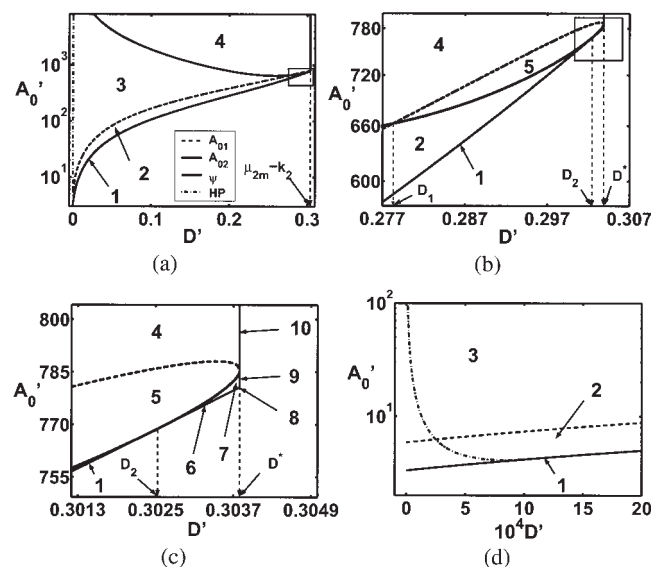 10³
A₀'
10²
10¹
4
3
2
1
A₀₁
A₀₂
ψ
HP
μ₂ₘ–k₂
0
0.1
0.2
0.3
D'
(a)
780
720
A₀'
660
600
4
5
2
1
D₁
D₂
D*
0.277
0.287
0.297
0.307
D'
(b)
800
A₀'
785
770
755
4
5
1
6
7
8
9
10
D₂
D*
0.3013
0.3025
0.3037
0.3049
D'
(c)
10²
A₀'
10¹
3
2
1
0
5
10
15
20
10⁴D'
(d)